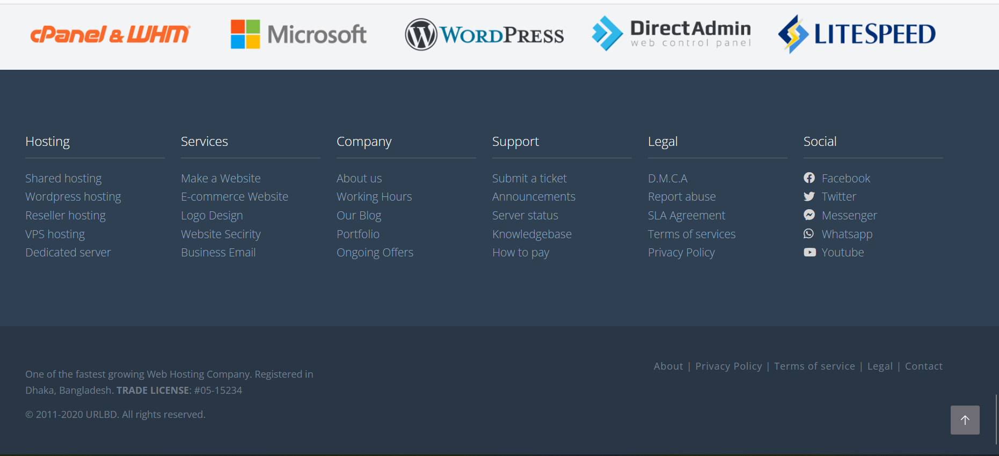 cPanel & WHM
Microsoft
WORDPRESS
DirectAdmin
web control panel
LITESPEED
Hosting
Shared hosting
Wordpress hosting
Reseller hosting
VPS hosting
Dedicated server
Services
Make a Website
E-commerce Website
Logo Design
Website Secirity
Business Email
Company
About us
Working Hours
Our Blog
Portfolio
Ongoing Offers
Support
Submit a ticket
Announcements
Server status
Knowledgebase
How to pay
Legal
D.M.C.A
Report abuse
SLA Agreement
Terms of services
Privacy Policy
Social
Facebook
Twitter
Messenger
Whatsapp
Youtube
One of the fastest growing Web Hosting Company. Registered in
Dhaka, Bangladesh. TRADE LICENSE: #05-15234
© 2011-2020 URLBD. All rights reserved.
About | Privacy Policy | Terms of service | Legal | Contact